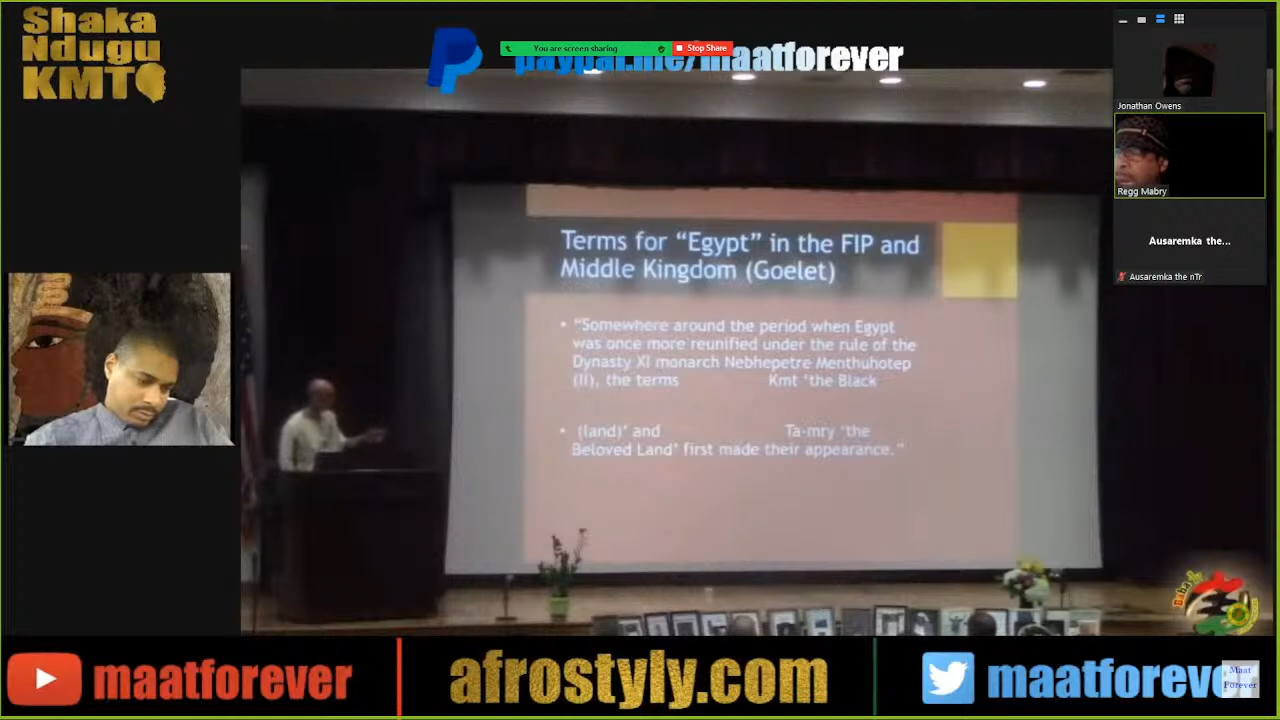 Shaka
Ndugu
KMT
You are screen sharing
Stop Share
paypal.me/maatforever
Jonathan Owens
Regg Mabry
Ausaremka the...
Ausaremka the nTr
Terms for “Egypt” in the FIP and
Middle Kingdom (Goelet)
• “Somewhere around the period when Egypt
was once more reunified under the rule of the
Dynasty XI monarch Nebhepetre Menthuhotep
(II), the terms Kmt ‘the Black
• (land)’ and Ta-mry ‘the
Beloved Land’ first made their appearance.”
maatforever
afrostyly.com
maatforeve
Maat
Forever